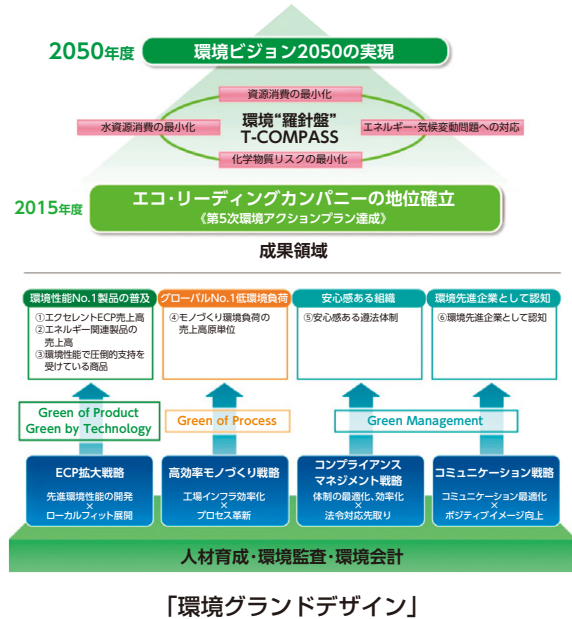 2050年度
環境ビジョン2050の実現
資源消費の最小化
水資源消費の最小化
環境“羅針盤”
T-COMPASS
エネルギー・気候変動問題への対応
化学物質リスクの最小化
2015年度
エコ・リーディングカンパニーの地位確立
《第5次環境アクションプラン達成》
成果領域
環境性能No.1製品の普及
①エクセレントECP売上高
②エネルギー関連製品の
売上高
③環境性能で圧倒的支持を
受けている商品
グローバルNo.1低環境負荷
④モノづくり環境負荷の
売上高原単位
安心感ある組織
⑤安心感ある遵法体制
環境先進企業として認知
⑥環境先進企業として認知
Green of Product
Green by Technology
Green of Process
Green Management
ECP拡大戦略
先進環境性能の開発
×
ローカルフィット展開
高効率モノづくり戦略
工場インフラ効率化
×
プロセス革新
コンプライアンス
マネジメント戦略
体制の最適化、効率化
×
法令対応先取り
コミュニケーション戦略
コミュニケーション最適化
×
ポジティブイメージ向上
人材育成・環境監査・環境会計
「環境グランドデザイン」